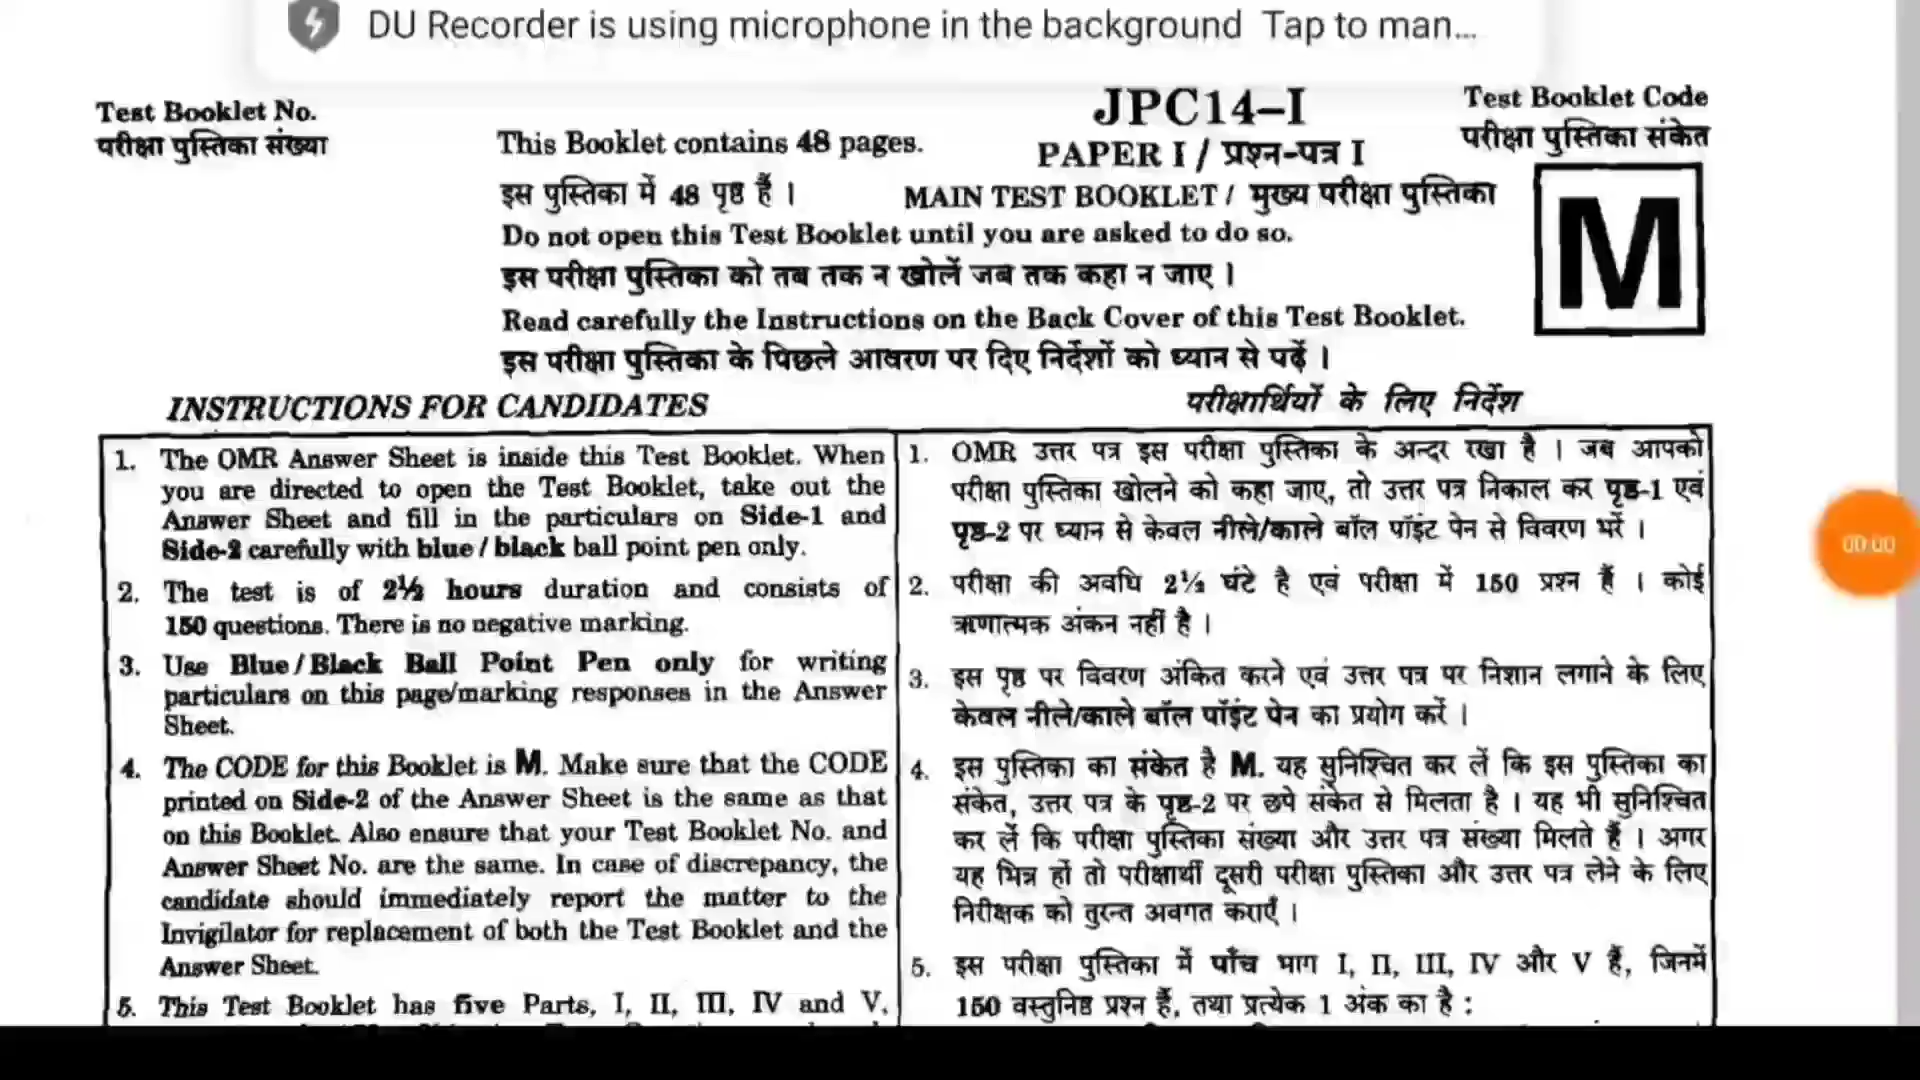 DU Recorder is using microphone in the background Tap to man...
Test Booklet No.
परीक्षा पुस्तिका संख्या
This Booklet contains 48 pages.
इस पुस्तिका में 48 पृष्ठ हैं ।
JPC14–I
PAPER I / प्रश्न-पत्र I
MAIN TEST BOOKLET / मुख्य परीक्षा पुस्तिका
Test Booklet Code
परीक्षा पुस्तिका संकेत
M
Do not open this Test Booklet until you are asked to do so.
इस परीक्षा पुस्तिका को तब तक न खोलें जब तक कहा न जाए ।
Read carefully the Instructions on the Back Cover of this Test Booklet.
इस परीक्षा पुस्तिका के पिछले आवरण पर दिए निर्देशों को ध्यान से पढ़ें ।
INSTRUCTIONS FOR CANDIDATES
1. The OMR Answer Sheet is inside this Test Booklet. When
you are directed to open the Test Booklet, take out the
Answer Sheet and fill in the particulars on Side-1 and
Side-2 carefully with blue / black ball point pen only.
2. The test is of 2½ hours duration and consists of
150 questions. There is no negative marking.
3. Use Blue / Black Ball Point Pen only for writing
particulars on this page/marking responses in the Answer
Sheet.
4. The CODE for this Booklet is M. Make sure that the CODE
printed on Side-2 of the Answer Sheet is the same as that
on this Booklet. Also ensure that your Test Booklet No. and
Answer Sheet No. are the same. In case of discrepancy, the
candidate should immediately report the matter to the
Invigilator for replacement of both the Test Booklet and the
Answer Sheet.
5. This Test Booklet has five Parts, I, II, III, IV and V,
परीक्षार्थियों के लिए निर्देश
1. OMR उत्तर पत्र इस परीक्षा पुस्तिका के अन्दर रखा है । जब आपको
परीक्षा पुस्तिका खोलने को कहा जाए, तो उत्तर पत्र निकाल कर पृष्ठ-1 एवं
पृष्ठ-2 पर ध्यान से केवल नीले/काले बॉल पॉइंट पेन से विवरण भरें ।
2. परीक्षा की अवधि 2½ घंटे है एवं परीक्षा में 150 प्रश्न हैं । कोई
ऋणात्मक अंकन नहीं है ।
3. इस पृष्ठ पर विवरण अंकित करने एवं उत्तर पत्र पर निशान लगाने के लिए
केवल नीले/काले बॉल पॉइंट पेन का प्रयोग करें ।
4. इस पुस्तिका का संकेत है M. यह सुनिश्चित कर लें कि इस पुस्तिका का
संकेत, उत्तर पत्र के पृष्ठ-2 पर छपे संकेत से मिलता है । यह भी सुनिश्चित
कर लें कि परीक्षा पुस्तिका संख्या और उत्तर पत्र संख्या मिलते हैं । अगर
यह भिन्न हों तो परीक्षार्थी दूसरी परीक्षा पुस्तिका और उत्तर पत्र लेने के लिए
निरीक्षक को तुरन्त अवगत कराएँ ।
5. इस परीक्षा पुस्तिका में पाँच भाग I, II, III, IV और V हैं, जिनमें
150 वस्तुनिष्ठ प्रश्न हैं, तथा प्रत्येक 1 अंक का है :
00:00